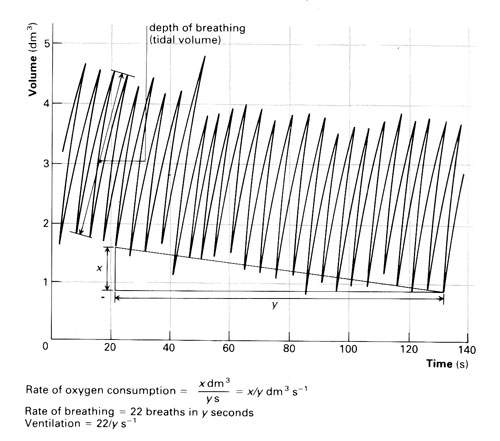 depth of breathing
(tidal volume)
Volume (dm³)
5
4
3
2
1
0
x
y
0 20 40 60 80 100 120 140
Time (s)
Rate of oxygen consumption = x dm³ / y s = x/y dm³ s⁻¹
Rate of breathing = 22 breaths in y seconds
Ventilation = 22/y s⁻¹